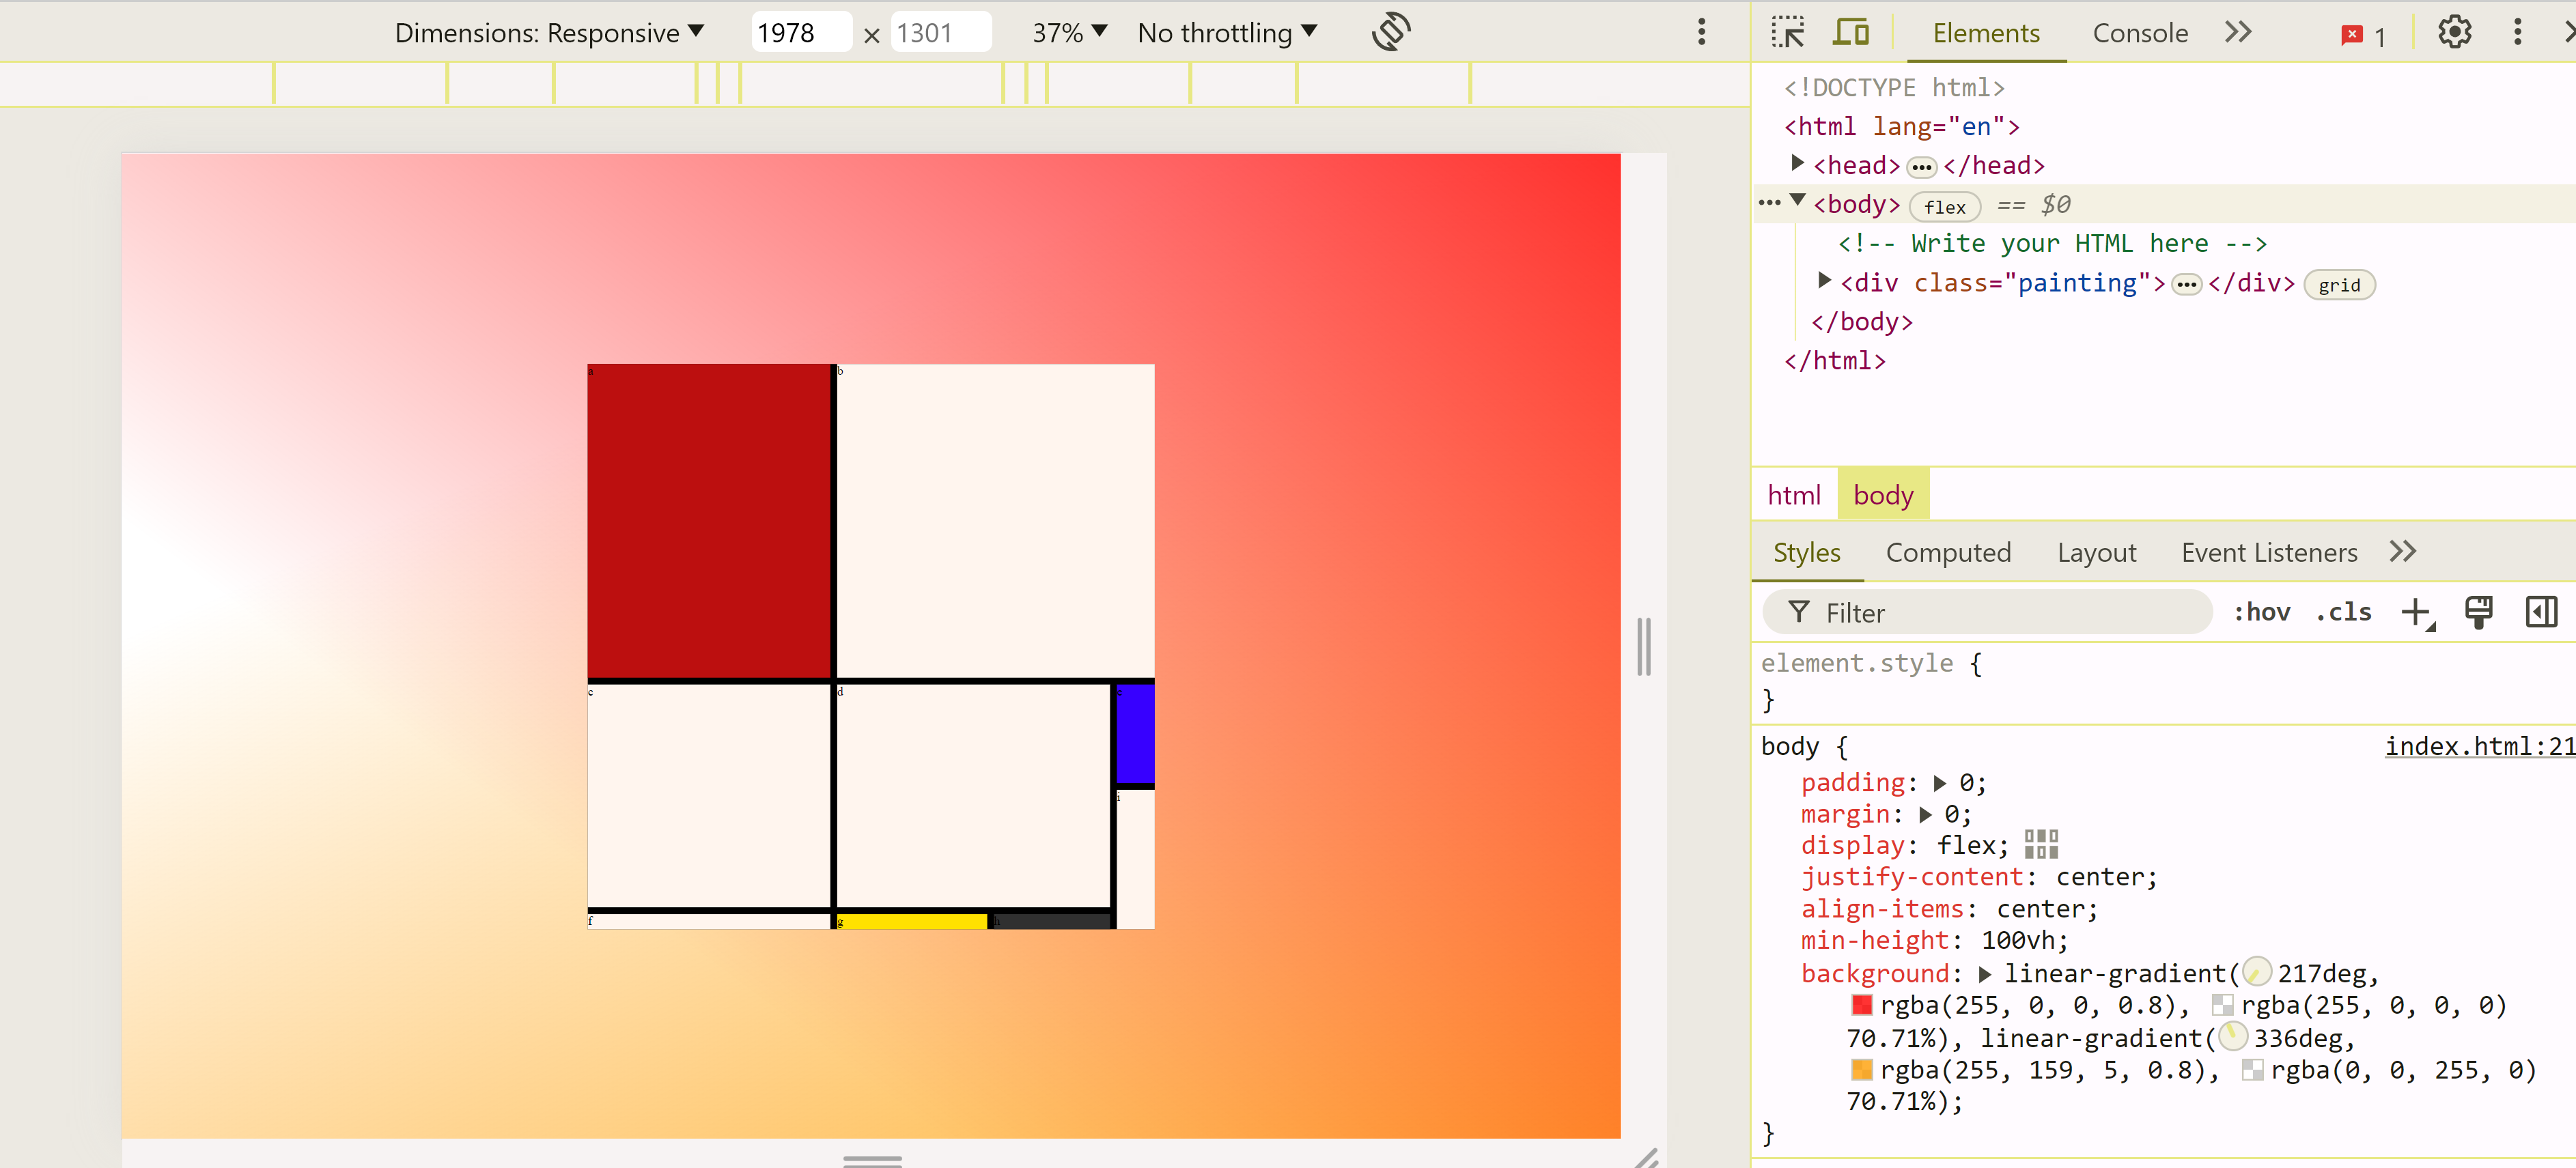 Dimensions: Responsive 1978 × 1301 37% No throttling
Elements Console 1
<!DOCTYPE html>
<html lang="en">
<head> </head>
<body> flex == $0
<!-- Write your HTML here -->
<div class="painting"> </div> grid
</body>
</html>
html body
Styles Computed Layout Event Listeners
Filter :hov .cls
element.style {
}
body { index.html:21
padding: 0;
margin: 0;
display: flex;
justify-content: center;
align-items: center;
min-height: 100vh;
background: linear-gradient( 217deg,
rgba(255, 0, 0, 0.8), rgba(255, 0, 0, 0)
70.71%), linear-gradient( 336deg,
rgba(255, 159, 5, 0.8), rgba(0, 0, 255, 0)
70.71%);
}
a b
c d e
i
f g h